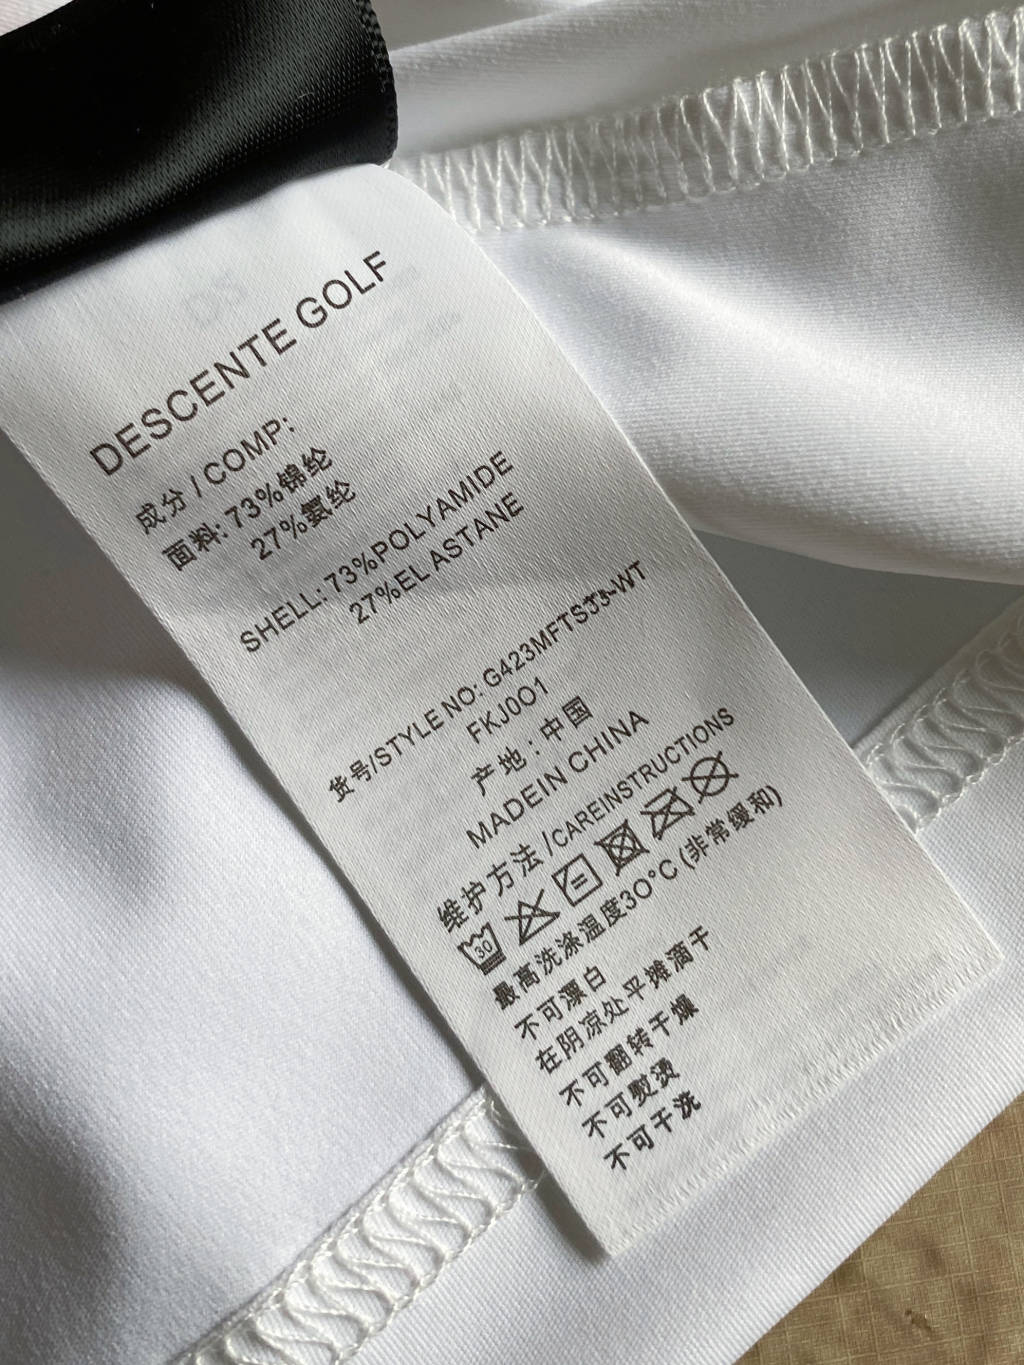 DESCENTE GOLF
成分 / COMP:
面料: 73%锦纶
27%氨纶
SHELL: 73%POLYAMIDE
27%EL ASTANE
货号/STYLE NO: G423MFTS33-WT
FKJ0O1
产地: 中国
MADEIN CHINA
维护方法 /CAREINSTRUCTIONS
30
最高洗涤温度3O°C (非常缓和)
不可漂白
在阴凉处平摊滴干
不可翻转干燥
不可熨烫
不可干洗